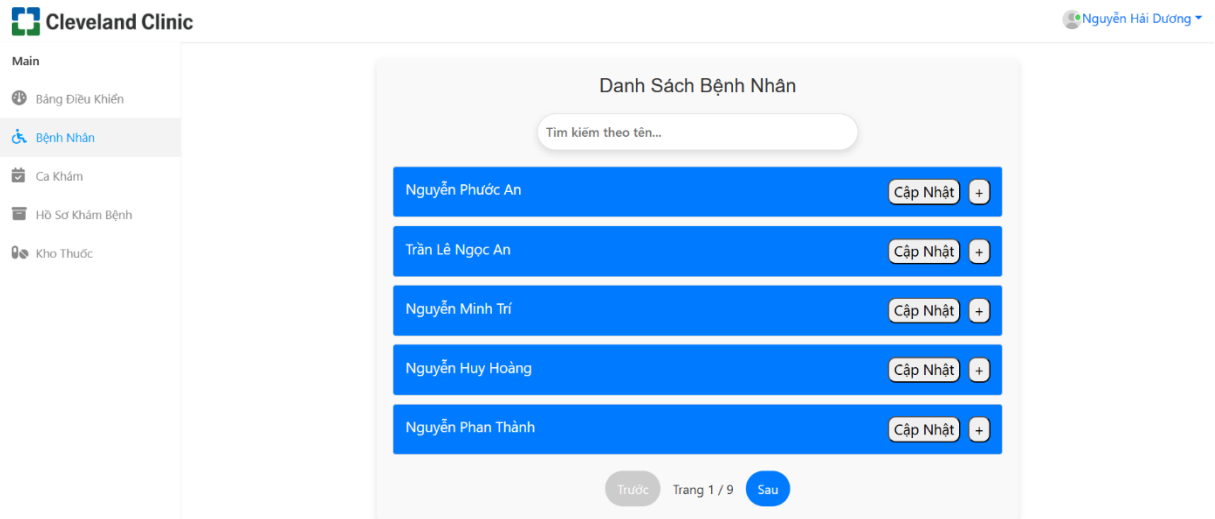 Cleveland Clinic
Nguyễn Hải Dương
Main
Bảng Điều Khiển
Bệnh Nhân
Ca Khám
Hồ Sơ Khám Bệnh
Kho Thuốc
Danh Sách Bệnh Nhân
Tìm kiếm theo tên...
Nguyễn Phước An Cập Nhật +
Trần Lê Ngọc An Cập Nhật +
Nguyễn Minh Trí Cập Nhật +
Nguyễn Huy Hoàng Cập Nhật +
Nguyễn Phan Thành Cập Nhật +
Trước Trang 1 / 9 Sau